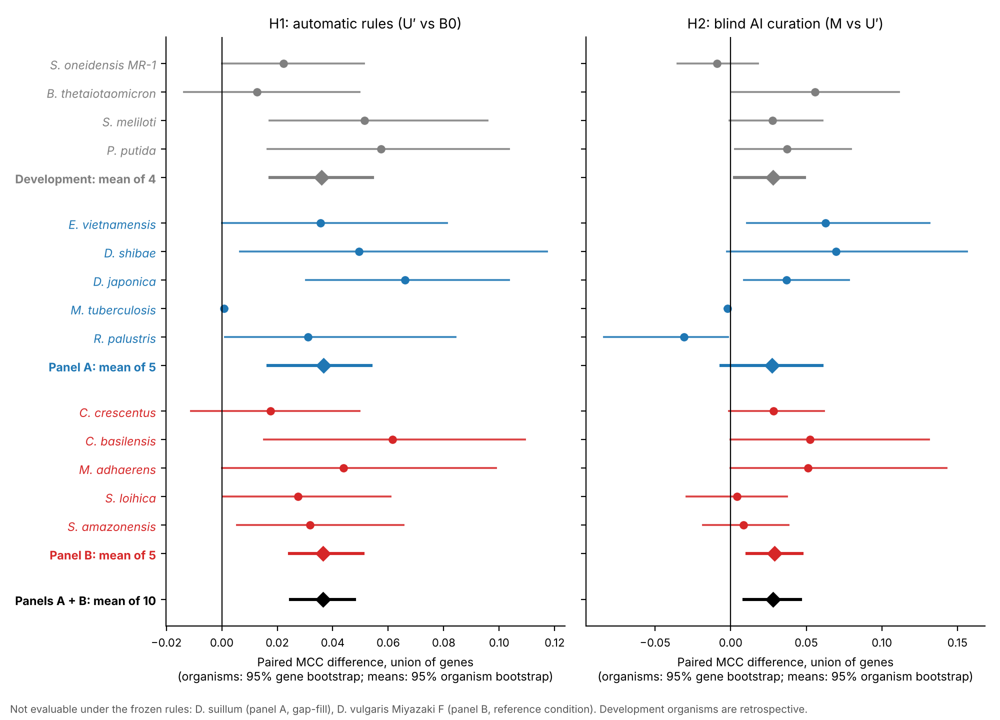 H1: automatic rules (U′ vs B0)
H2: blind AI curation (M vs U′)
S. oneidensis MR-1
B. thetaiotaomicron
S. meliloti
P. putida
Development: mean of 4
E. vietnamensis
D. shibae
D. japonica
M. tuberculosis
R. palustris
Panel A: mean of 5
C. crescentus
C. basilensis
M. adhaerens
S. loihica
S. amazonensis
Panel B: mean of 5
Panels A + B: mean of 10
−0.02 0.00 0.02 0.04 0.06 0.08 0.10 0.12
−0.05 0.00 0.05 0.10 0.15
Paired MCC difference, union of genes
(organisms: 95% gene bootstrap; means: 95% organism bootstrap)
Paired MCC difference, union of genes
(organisms: 95% gene bootstrap; means: 95% organism bootstrap)
Not evaluable under the frozen rules: D. suillum (panel A, gap-fill), D. vulgaris Miyazaki F (panel B, reference condition). Development organisms are retrospective.